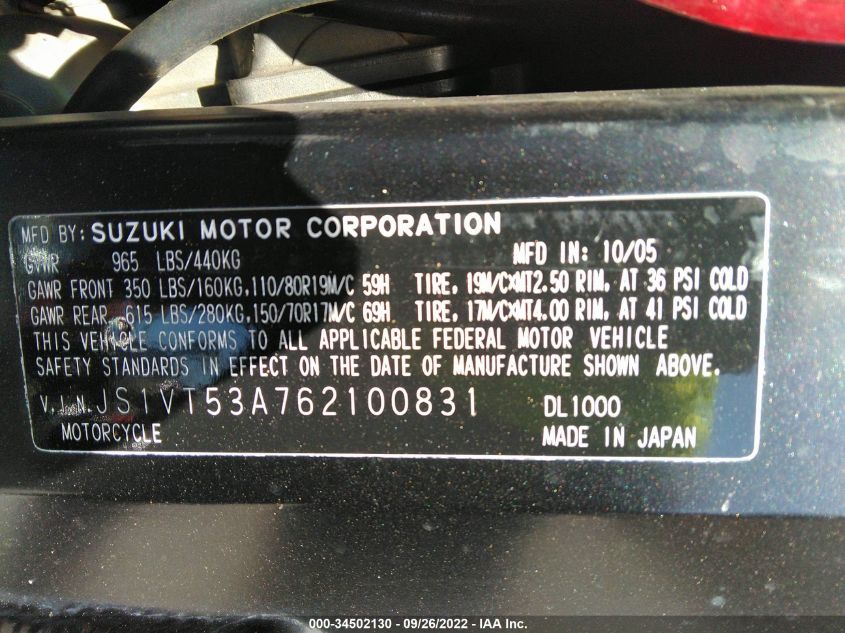 MFD BY: SUZUKI MOTOR CORPORATION
MFD IN: 10/05
GVWR 965 LBS/440KG
GAWR FRONT 350 LBS/160KG,110/80R19M/C 59H TIRE, 19M/CXMT2.50 RIM, AT 36 PSI COLD
GAWR REAR 615 LBS/280KG,150/70R17M/C 69H TIRE, 17M/CXMT4.00 RIM, AT 41 PSI COLD
THIS VEHICLE CONFORMS TO ALL APPLICABLE FEDERAL MOTOR VEHICLE
SAFETY STANDARDS IN EFFECT ON THE DATE OF MANUFACTURE SHOWN ABOVE.
V.I.N. JS1VT53A762100831 DL1000
MOTORCYCLE MADE IN JAPAN
000-34502130 - 09/26/2022 - IAA Inc.